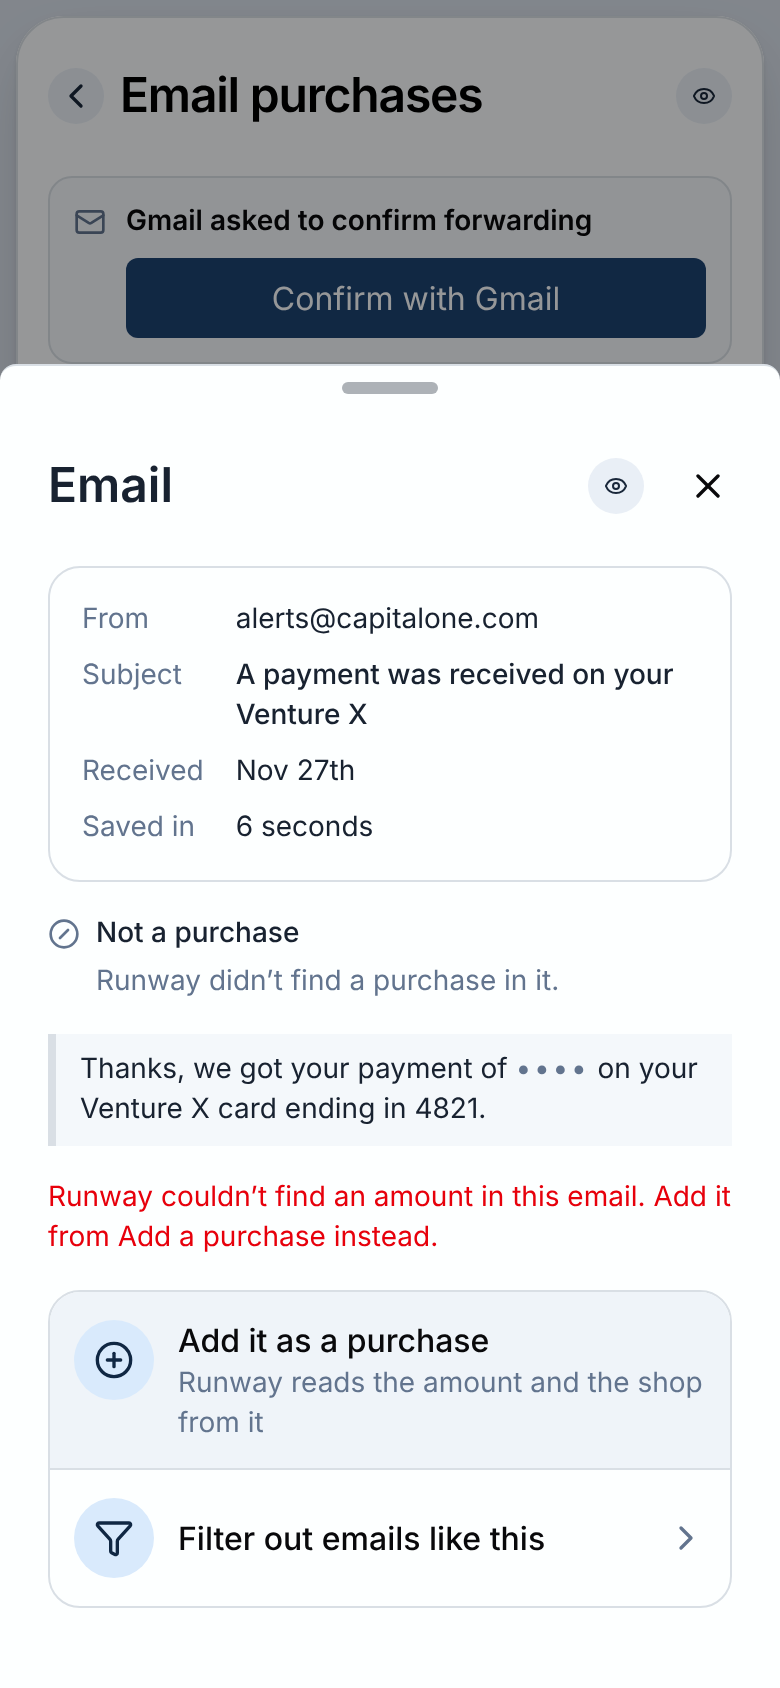 Email purchases
Gmail asked to confirm forwarding
Confirm with Gmail
Email
From alerts@capitalone.com
Subject A payment was received on your
Venture X
Received Nov 27th
Saved in 6 seconds
Not a purchase
Runway didn’t find a purchase in it.
Thanks, we got your payment of •••• on your
Venture X card ending in 4821.
Runway couldn’t find an amount in this email. Add it
from Add a purchase instead.
Add it as a purchase
Runway reads the amount and the shop
from it
Filter out emails like this